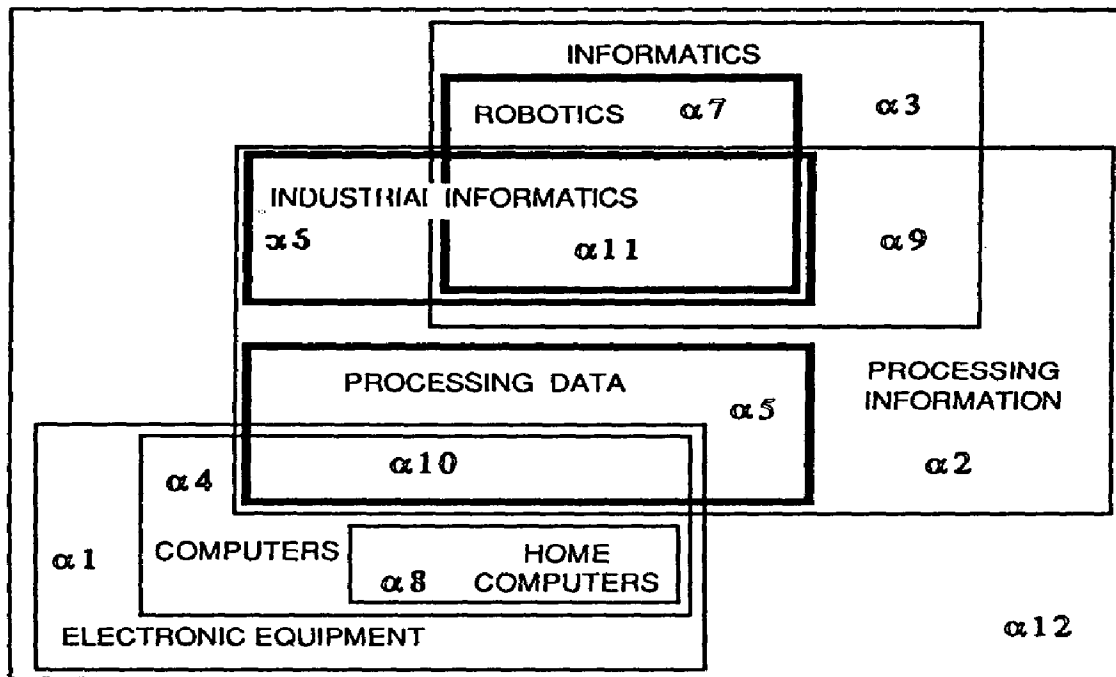 INFORMATICS
ROBOTICS α7
α3
INDUSTRIAL INFORMATICS
α5
α11
α9
PROCESSING DATA
PROCESSING
INFORMATION
α5
α10
α2
α4
COMPUTERS
HOME
COMPUTERS
α1
α8
ELECTRONIC EQUIPMENT
α12